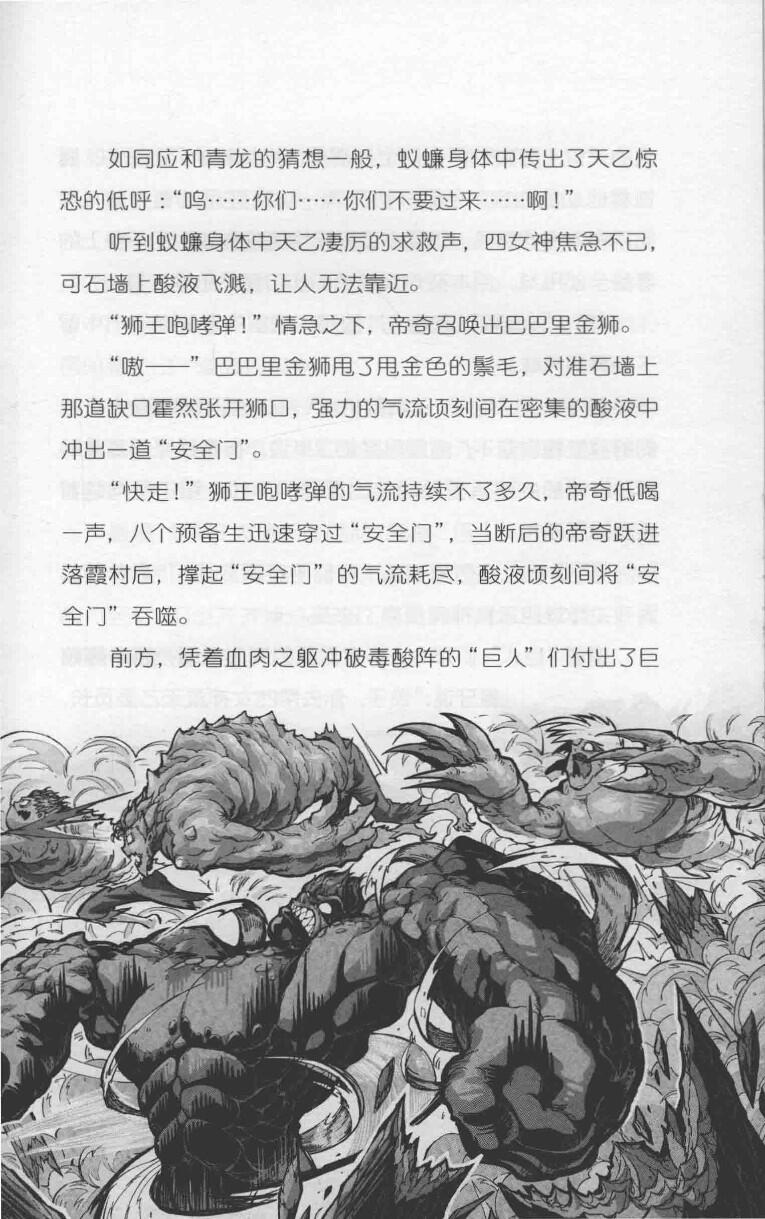 如同应和青龙的猜想一般，蚁蠊身体中传出了天乙惊
恐的低呼：“呜……你们……你们不要过来……啊！”
听到蚁蠊身体中天乙凄厉的求救声，四女神焦急不已，
可石墙上酸液飞溅，让人无法靠近。
“狮王咆哮弹！”情急之下，帝奇召唤出巴巴里金狮。
“嗷——”巴巴里金狮甩了甩金色的鬃毛，对准石墙上
那道缺口霍然张开狮口，强力的气流顷刻间在密集的酸液中
冲出一道“安全门”。
“快走！”狮王咆哮弹的气流持续不了多久，帝奇低喝
一声，八个预备生迅速穿过“安全门”，当断后的帝奇跃进
落霞村后，撑起“安全门”的气流耗尽，酸液顷刻间将“安
全门”吞噬。
前方，凭着血肉之躯冲破毒酸阵的“巨人”们付出了巨